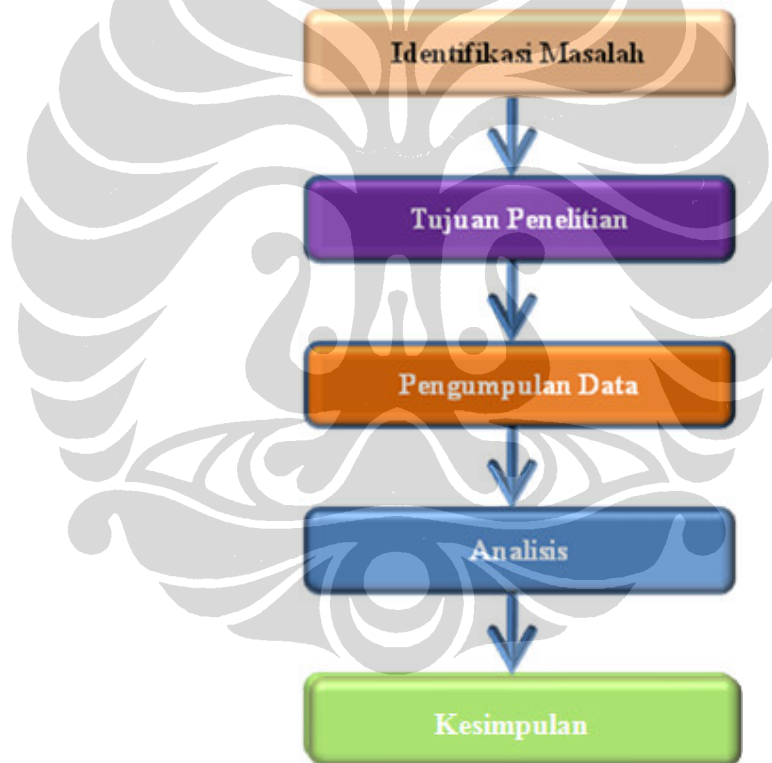 Identifikasi Masalah
Tujuan Penelitian
Pengumpulan Data
Analisis
Kesimpulan